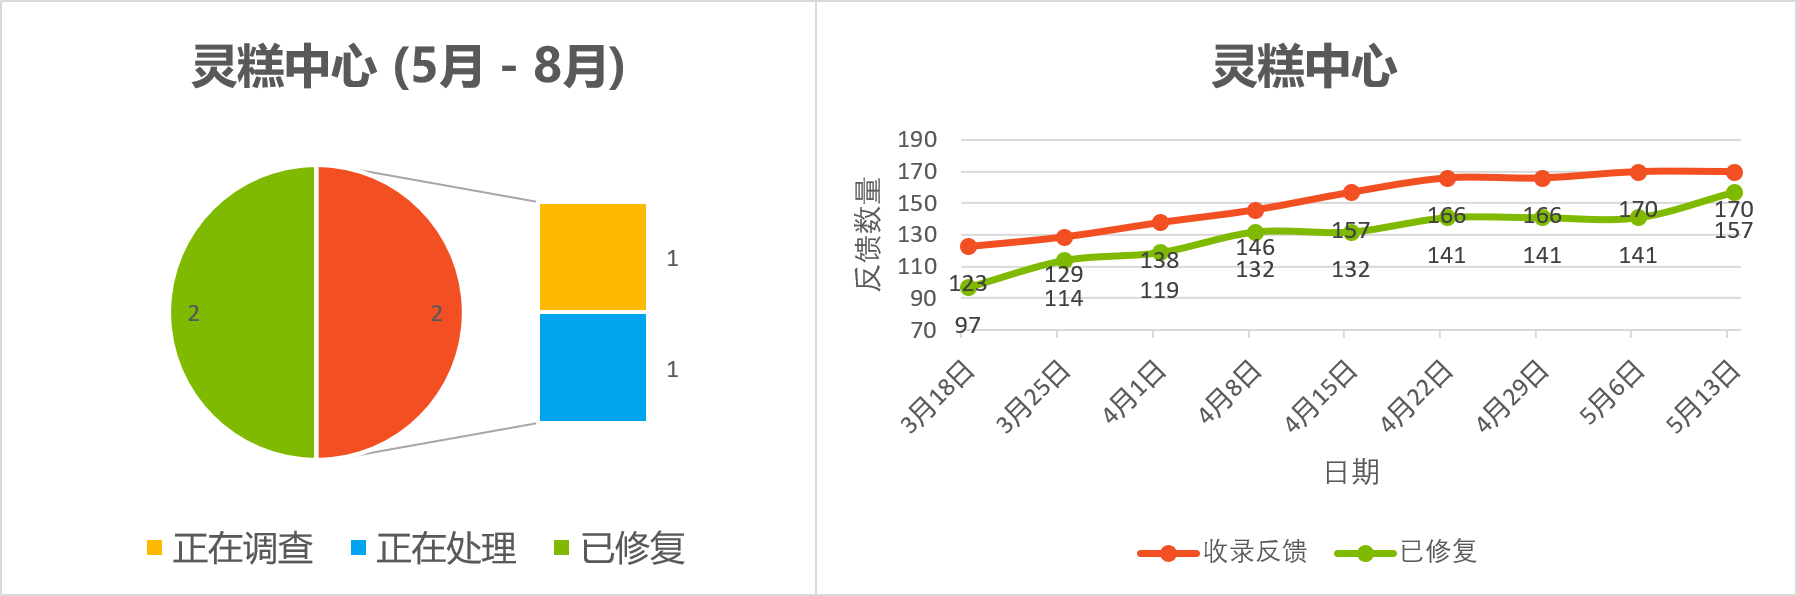 灵糕中心 (5月 - 8月)
2
2
1
1
正在调查
正在处理
已修复
灵糕中心
反馈数量
190
170
150
130
110
90
70
123
129
138
146
157
166
166
170
170
97
114
119
132
132
141
141
141
157
3月18日
3月25日
4月1日
4月8日
4月15日
4月22日
4月29日
5月6日
5月13日
日期
收录反馈
已修复